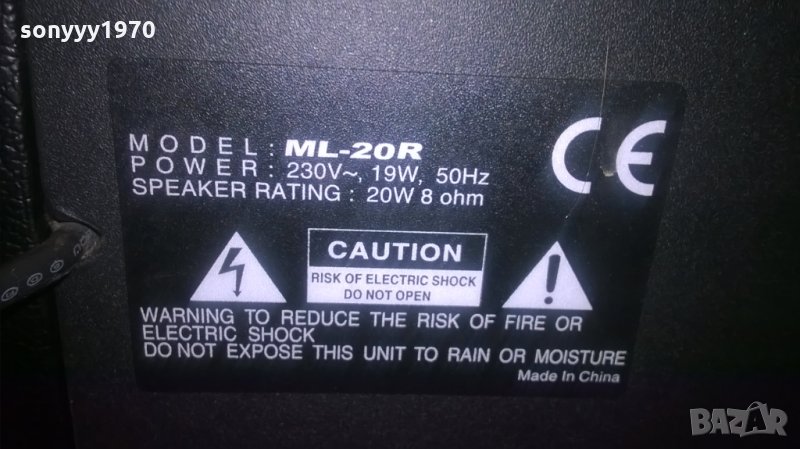 sonyyy1970
MODEL : ML-20R
POWER : 230V~, 19W, 50Hz
SPEAKER RATING : 20W 8 ohm
CE
CAUTION
RISK OF ELECTRIC SHOCK
DO NOT OPEN
WARNING TO REDUCE THE RISK OF FIRE OR
ELECTRIC SHOCK
DO NOT EXPOSE THIS UNIT TO RAIN OR MOISTURE
Made In China
BAZAR